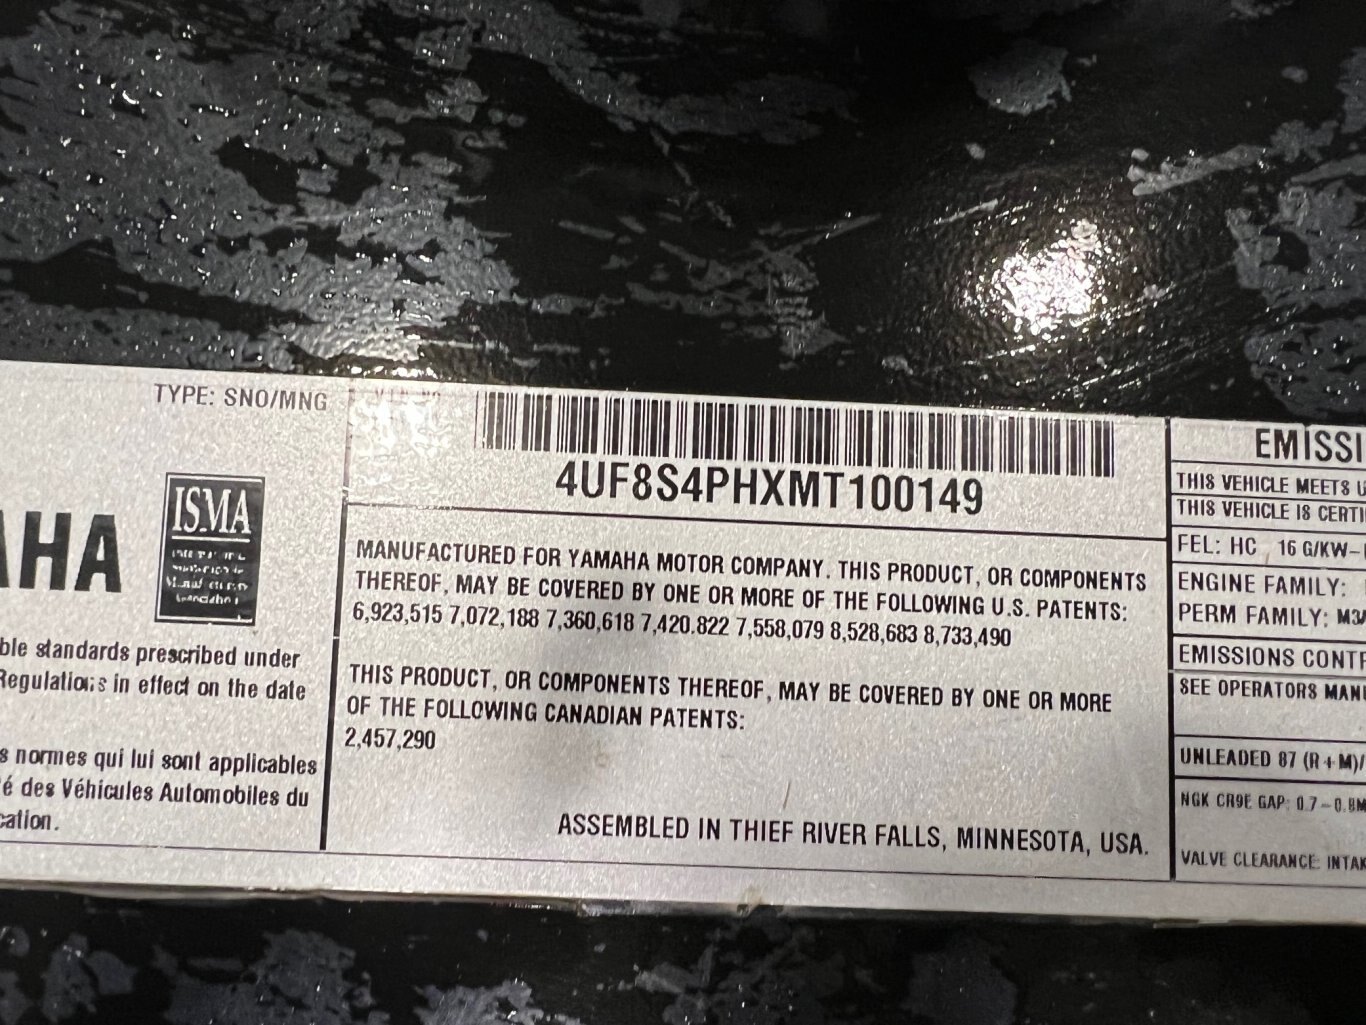 TYPE: SNO/MNG
AHA
ISMA
ble standards prescribed under
Regulations in effect on the date
s normes qui lui sont applicables
é des Véhicules Automobiles du
cation.
4UF8S4PHXMT100149
MANUFACTURED FOR YAMAHA MOTOR COMPANY. THIS PRODUCT, OR COMPONENTS
THEREOF, MAY BE COVERED BY ONE OR MORE OF THE FOLLOWING U.S. PATENTS:
6,923,515 7,072,188 7,360,618 7,420.822 7,558,079 8,528,683 8,733,490
THIS PRODUCT, OR COMPONENTS THEREOF, MAY BE COVERED BY ONE OR MORE
OF THE FOLLOWING CANADIAN PATENTS:
2,457,290
ASSEMBLED IN THIEF RIVER FALLS, MINNESOTA, USA.
EMISSI
THIS VEHICLE MEETS U
THIS VEHICLE IS CERTI
FEL: HC 16 G/KW-
ENGINE FAMILY:
PERM FAMILY: M3
EMISSIONS CONT
SEE OPERATORS MAN
UNLEADED 87 (R+M)/
NGK CR9E GAP: 0.7-0.8M
VALVE CLEARANCE: INTAK